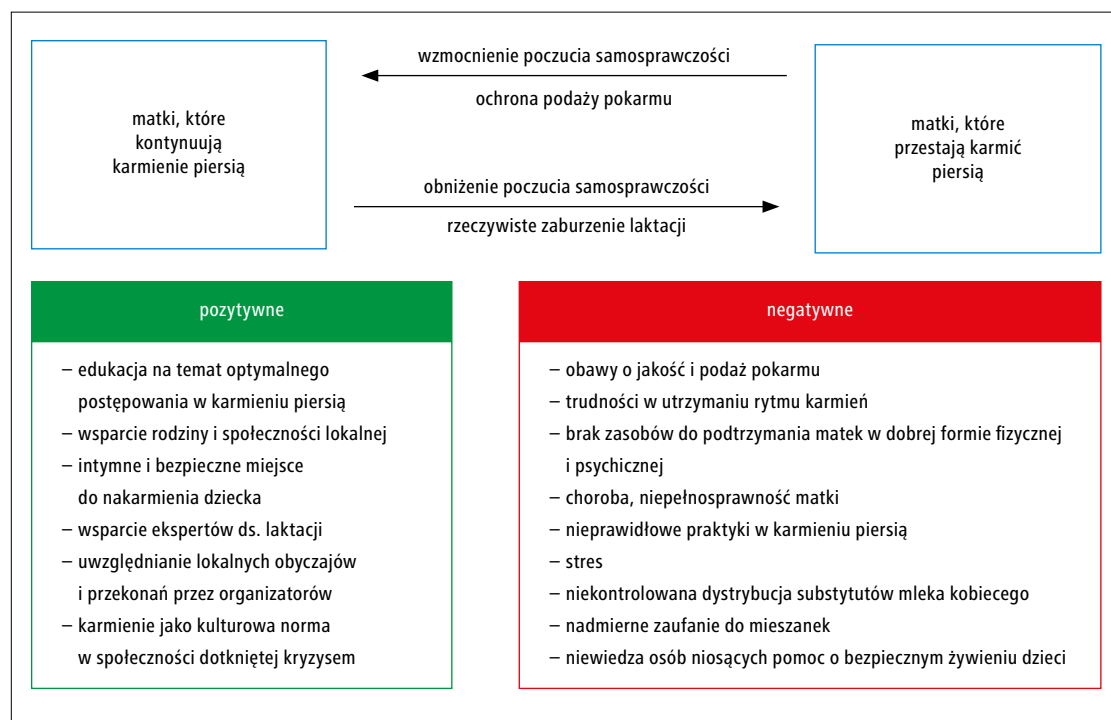 wzmocnienie poczucia samosprawczości
ochrona podaży pokarmu
matki, które
kontynuują
karmienie piersią
matki, które
przestają karmić
piersią
obniżenie poczucia samosprawczości
rzeczywiste zaburzenie laktacji
pozytywne
– edukacja na temat optymalnego
postępowania w karmieniu piersią
– wsparcie rodziny i społeczności lokalnej
– intymne i bezpieczne miejsce
do nakarmienia dziecka
– wsparcie ekspertów ds. laktacji
– uwzględnianie lokalnych obyczajów
i przekonań przez organizatorów
– karmienie jako kulturowa norma
w społeczności dotkniętej kryzysem
negatywne
– obawy o jakość i podaż pokarmu
– trudności w utrzymaniu rytmu karmień
– brak zasobów do podtrzymania matek w dobrej formie fizycznej
i psychicznej
– choroba, niepełnosprawność matki
– nieprawidłowe praktyki w karmieniu piersią
– stres
– niekontrolowana dystrybucja substytutów mleka kobiecego
– nadmierne zaufanie do mieszanek
– niewiedza osób niosących pomoc o bezpiecznym żywieniu dzieci